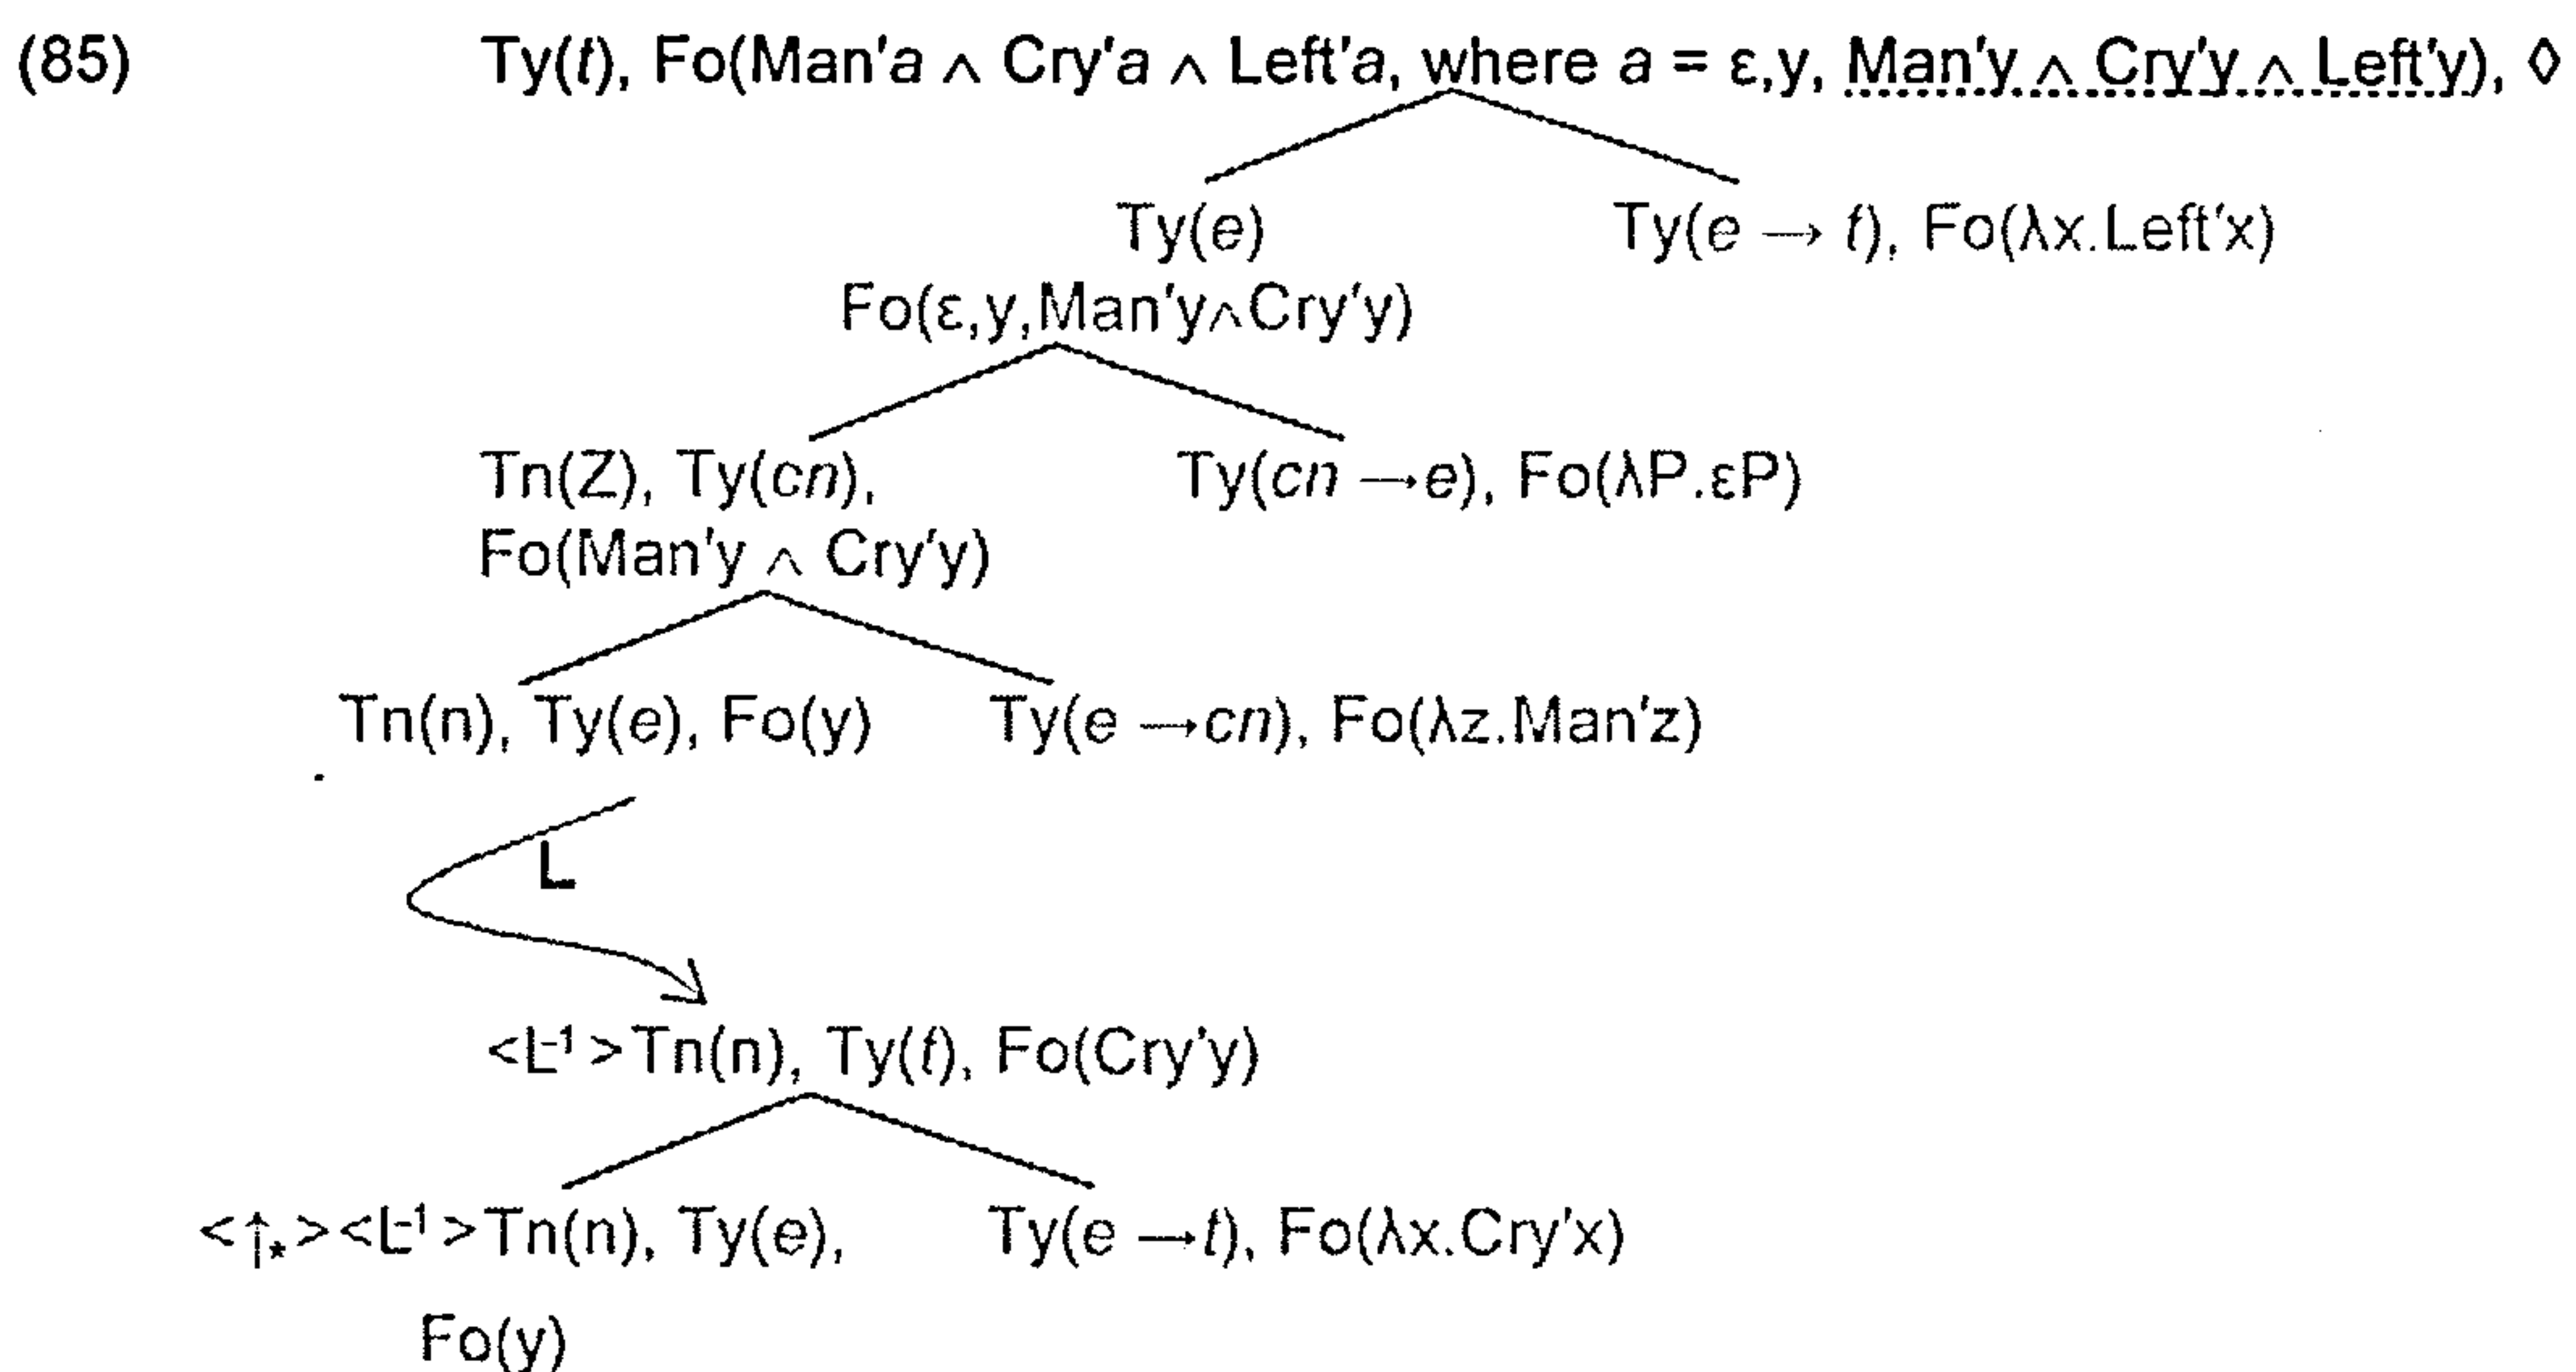 (85) Ty(t), Fo(Man'a ∧ Cry'a ∧ Left'a, where a = ε,y, Man'y ∧ Cry'y ∧ Left'y), ◊
Ty(e) Ty(e → t), Fo(λx.Left'x)
Fo(ε,y,Man'y∧Cry'y)
Tn(Z), Ty(cn), Ty(cn →e), Fo(λP.εP)
Fo(Man'y ∧ Cry'y)
Tn(n), Ty(e), Fo(y) Ty(e →cn), Fo(λz.Man'z)
L
<L⁻¹>Tn(n), Ty(t), Fo(Cry'y)
<↑*><L⁻¹>Tn(n), Ty(e), Ty(e →t), Fo(λx.Cry'x)
Fo(y)